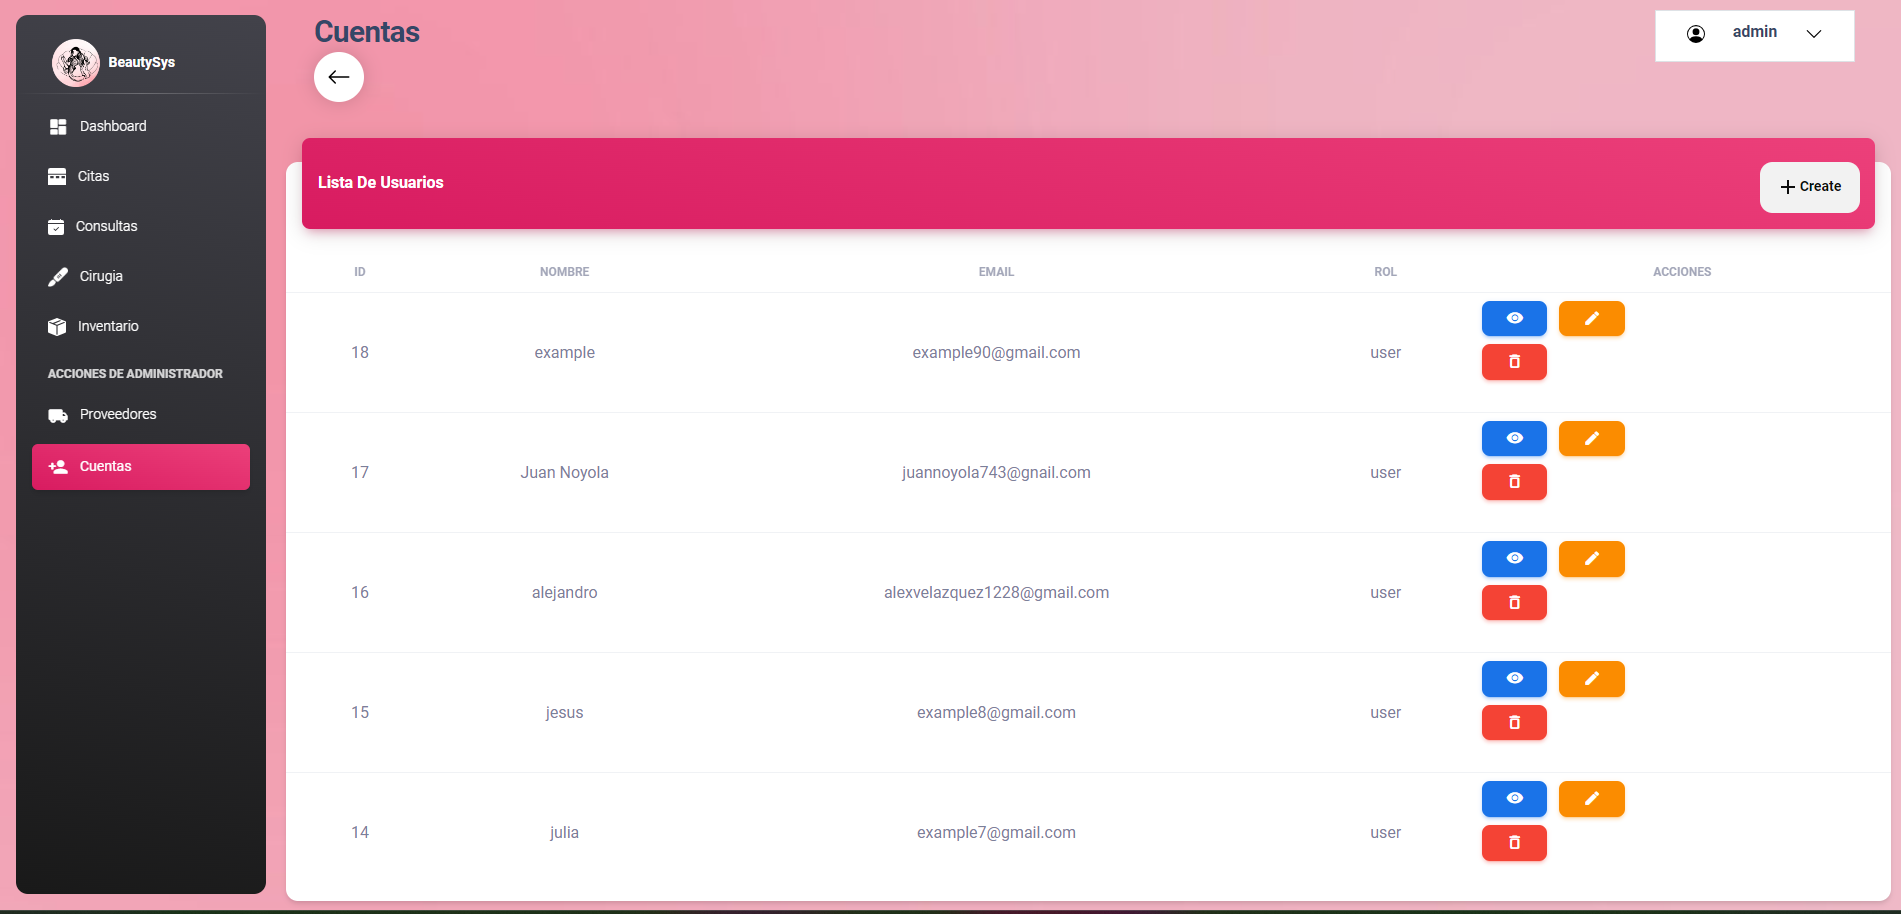 BeautySys
Dashboard
Citas
Consultas
Cirugia
Inventario
ACCIONES DE ADMINISTRADOR
Proveedores
Cuentas
Cuentas
admin
Lista De Usuarios
Create
ID NOMBRE EMAIL ROL ACCIONES
18 example example90@gmail.com user
17 Juan Noyola juannoyola743@gnail.com user
16 alejandro alexvelazquez1228@gmail.com user
15 jesus example8@gmail.com user
14 julia example7@gmail.com user